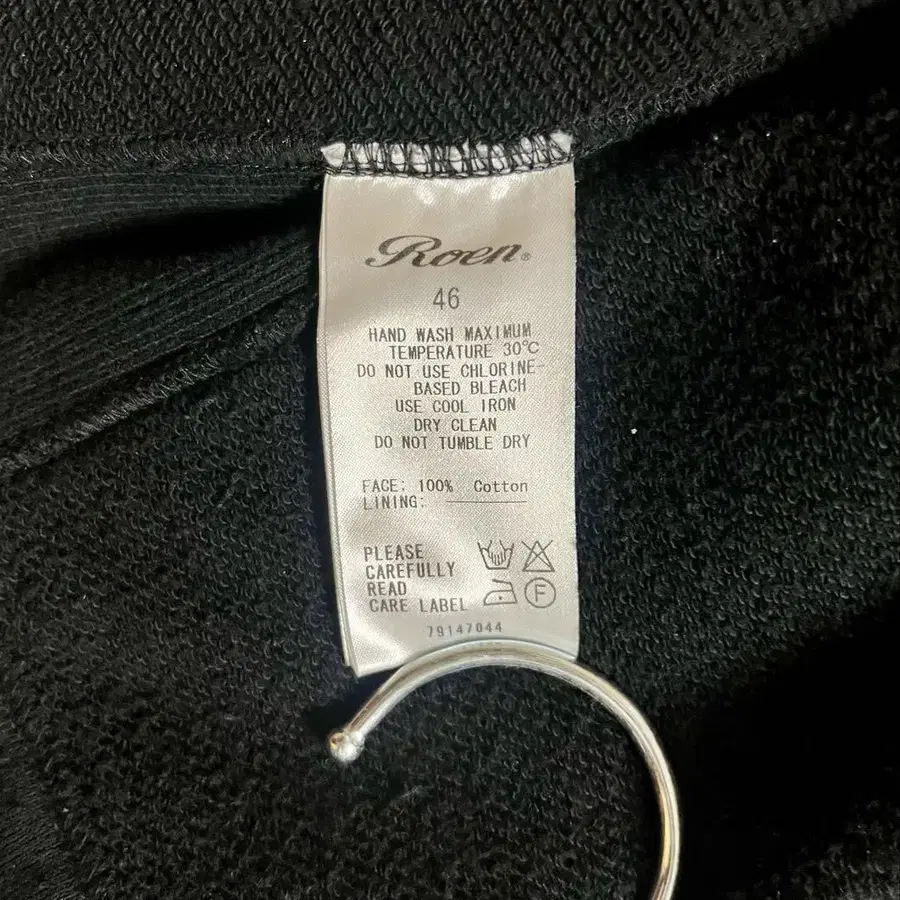 Roen®
46
HAND WASH MAXIMUM
TEMPERATURE 30℃
DO NOT USE CHLORINE-
BASED BLEACH
USE COOL IRON
DRY CLEAN
DO NOT TUMBLE DRY
FACE: 100% Cotton
LINING:
PLEASE
CAREFULLY
READ
CARE LABEL
F
79147044